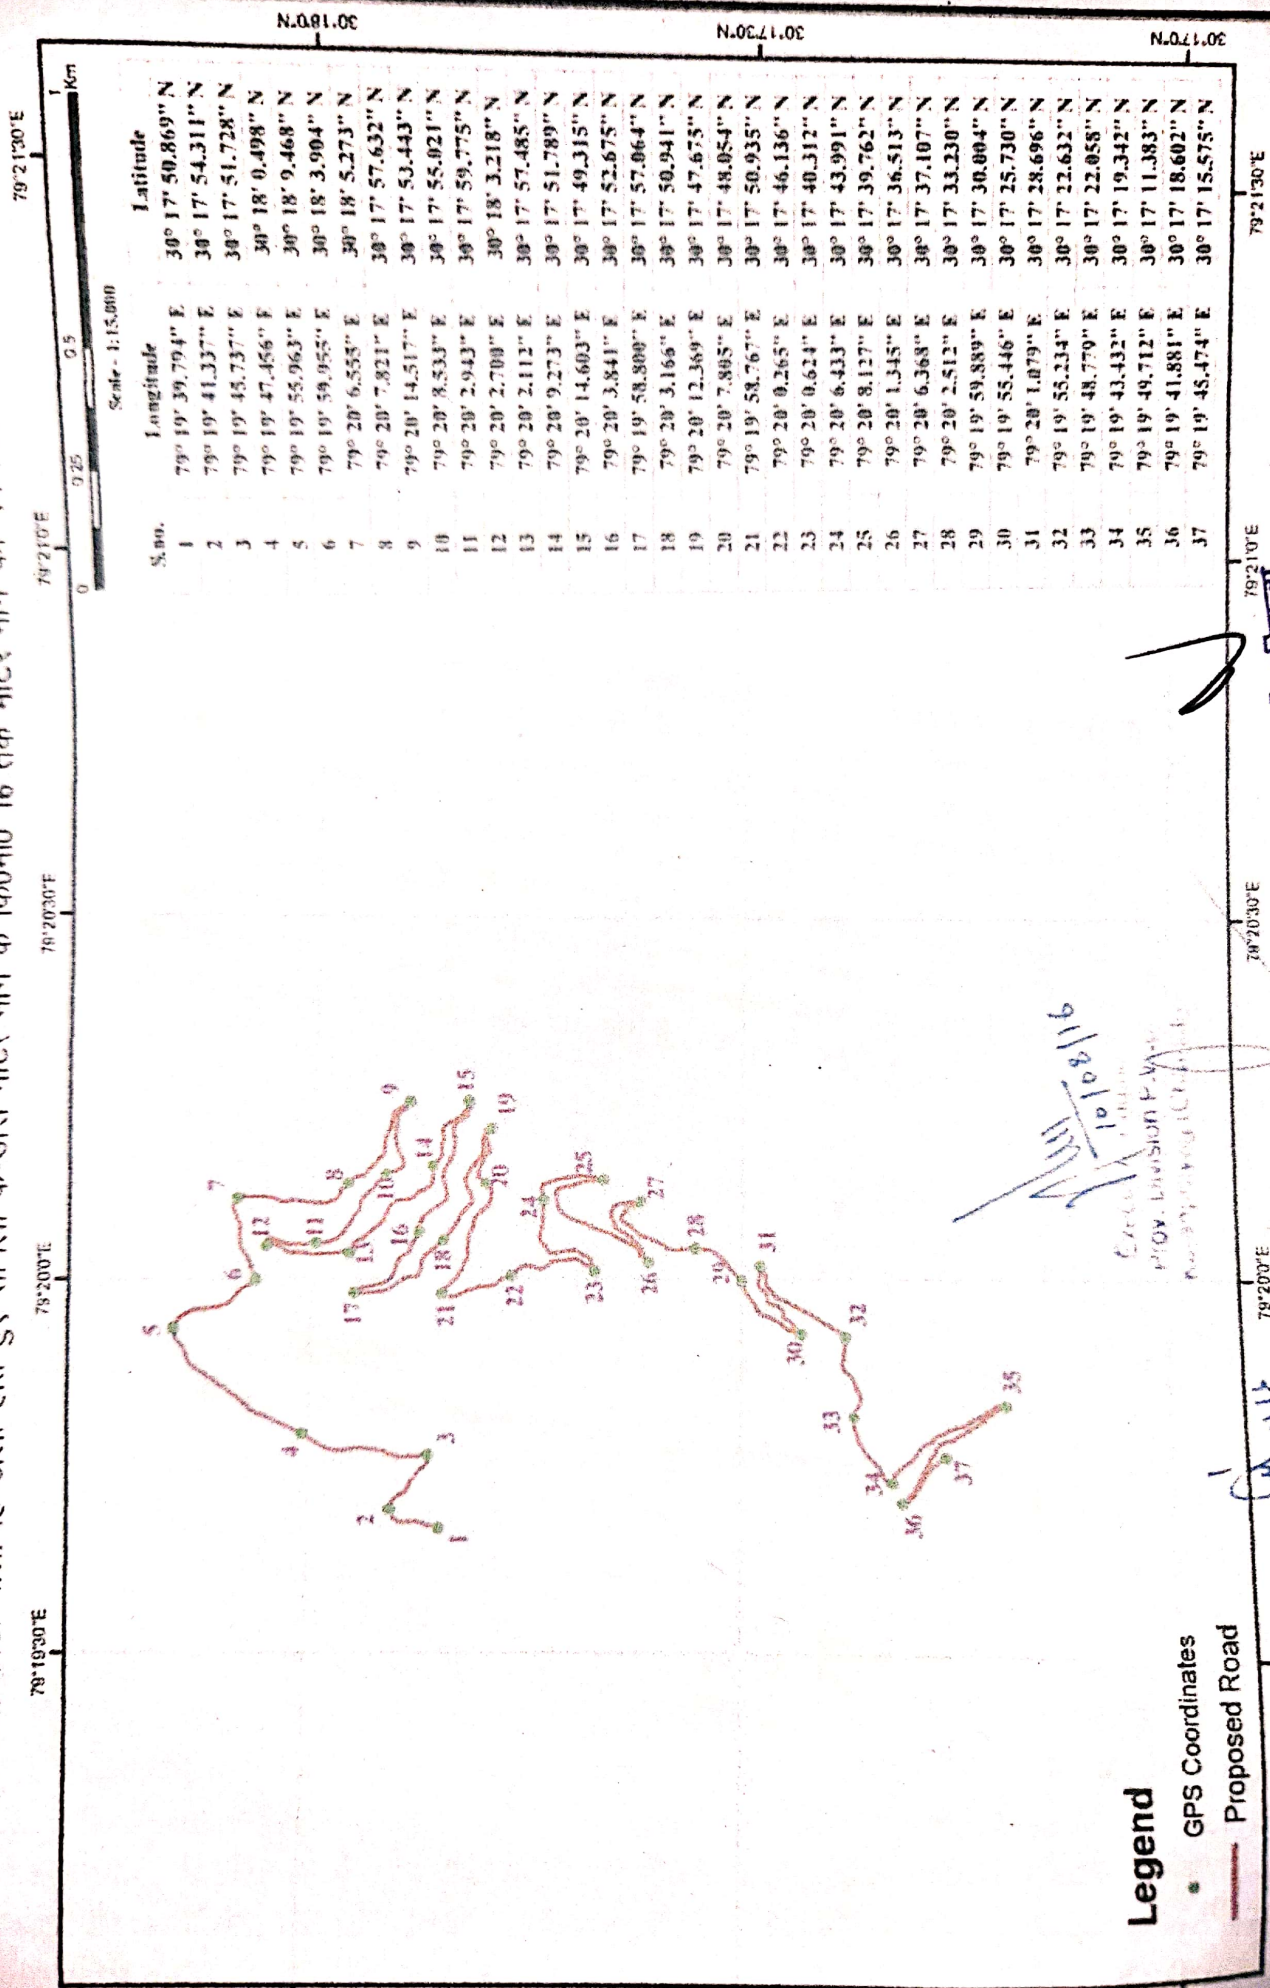 79°19'30"E 79°20'0"E 79°20'30"E 79°21'0"E 79°21'30"E
0 0.25 0.5 1
Km
Scale - 1:15,000
S.no. Longitude Latitude
1 79° 19' 39.794" E 30° 17' 50.869" N
2 79° 19' 41.337" E 30° 17' 54.311" N
3 79° 19' 45.737" E 30° 17' 51.728" N
4 79° 19' 47.456" E 30° 18' 0.498" N
5 79° 19' 55.963" E 30° 18' 9.468" N
6 79° 19' 59.955" E 30° 18' 3.904" N
7 79° 20' 6.555" E 30° 18' 5.273" N
8 79° 20' 7.821" E 30° 17' 57.632" N
9 79° 20' 14.517" E 30° 17' 53.443" N
10 79° 20' 8.533" E 30° 17' 55.021" N
11 79° 20' 2.943" E 30° 17' 59.775" N
12 79° 20' 2.700" E 30° 18' 3.218" N
13 79° 20' 2.112" E 30° 17' 57.485" N
14 79° 20' 9.273" E 30° 17' 51.789" N
15 79° 20' 14.603" E 30° 17' 49.315" N
16 79° 20' 3.841" E 30° 17' 52.675" N
17 79° 19' 58.800" E 30° 17' 57.064" N
18 79° 20' 3.166" E 30° 17' 50.941" N
19 79° 20' 12.369" E 30° 17' 47.675" N
20 79° 20' 7.805" E 30° 17' 48.054" N
21 79° 19' 58.767" E 30° 17' 50.935" N
22 79° 20' 0.265" E 30° 17' 46.136" N
23 79° 20' 0.624" E 30° 17' 40.312" N
24 79° 20' 6.433" E 30° 17' 43.991" N
25 79° 20' 8.127" E 30° 17' 39.762" N
26 79° 20' 1.345" E 30° 17' 36.513" N
27 79° 20' 6.368" E 30° 17' 37.107" N
28 79° 20' 2.512" E 30° 17' 33.230" N
29 79° 19' 59.889" E 30° 17' 30.004" N
30 79° 19' 55.446" E 30° 17' 25.730" N
31 79° 20' 1.079" E 30° 17' 28.696" N
32 79° 19' 55.234" E 30° 17' 22.632" N
33 79° 19' 48.779" E 30° 17' 22.058" N
34 79° 19' 43.432" E 30° 17' 19.342" N
35 79° 19' 49.712" E 30° 17' 11.383" N
36 79° 19' 41.881" E 30° 17' 18.602" N
37 79° 19' 45.474" E 30° 17' 15.575" N
30°18'0"N
30°17'30"N
30°17'0"N
5
7
6
12
4
11
8
9
2
13
10
17
3
1
16
14
15
18
21
20
19
22
24
23
25
26
27
28
29
31
30
32
33
34
36
37
35
10/08/16
Legend
GPS Coordinates
Proposed Road
79°20'0"E 79°20'30"E 79°21'0"E 79°21'30"E